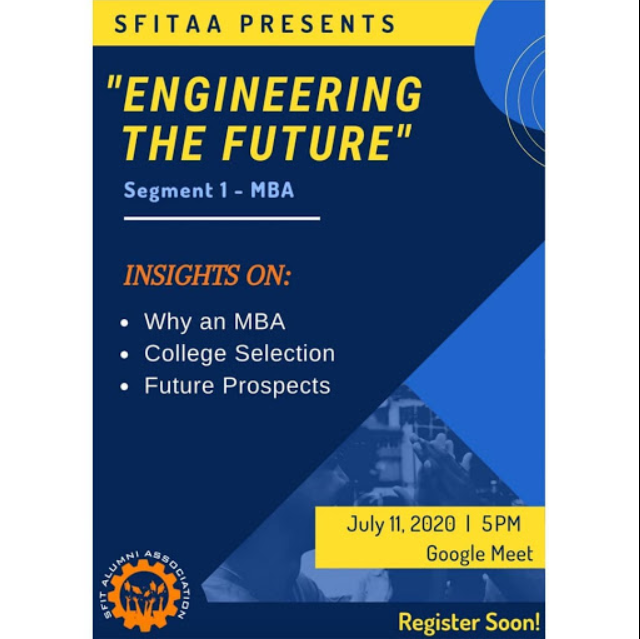 SFITAA PRESENTS
"ENGINEERING
THE FUTURE"
Segment 1 - MBA
INSIGHTS ON:
• Why an MBA
• College Selection
• Future Prospects
July 11, 2020 | 5PM
Google Meet
SFIT ALUMNI ASSOCIATION
Register Soon!